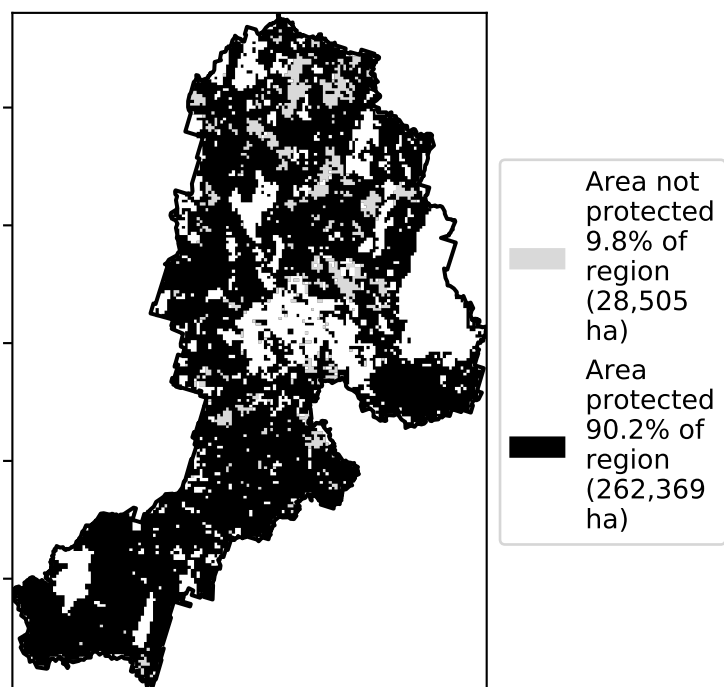 Area not
protected
9.8% of
region
(28,505
ha)
Area
protected
90.2% of
region
(262,369
ha)